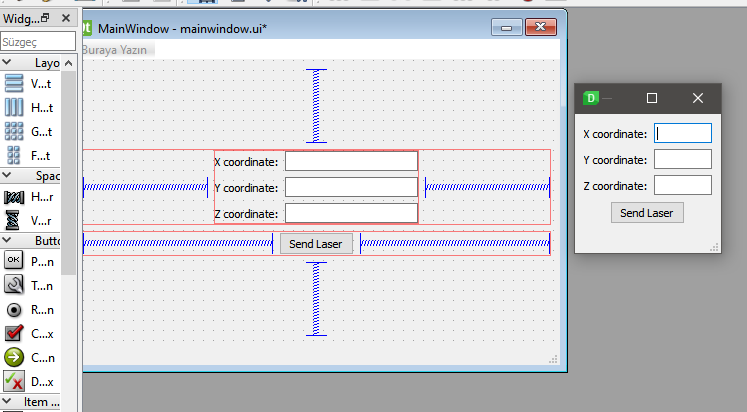 Widg...
Süzgeç
Layo
V...t
H...t
G...t
F...t
Spac
H...r
V...r
Butto
OK
P...n
T...n
R...n
C...x
C...n
D...x
Item ...
MainWindow - mainwindow.ui*
Buraya Yazın
X coordinate:
Y coordinate:
Z coordinate:
Send Laser
D
X coordinate:
Y coordinate:
Z coordinate:
Send Laser